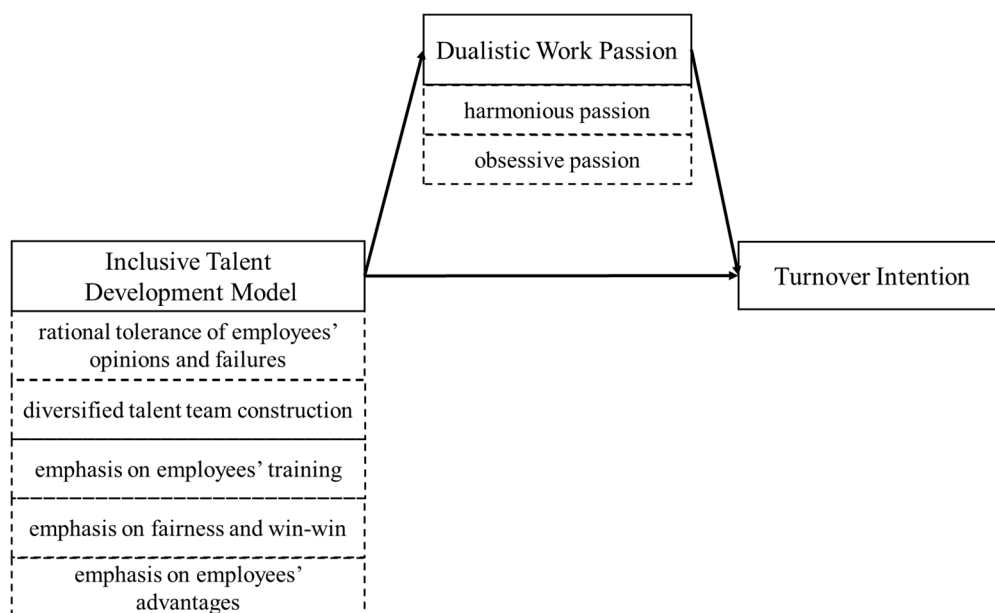 Dualistic Work Passion
harmonious passion
obsessive passion
Inclusive Talent
Development Model
rational tolerance of employees’
opinions and failures
diversified talent team construction
emphasis on employees’ training
emphasis on fairness and win-win
emphasis on employees’
advantages
Turnover Intention